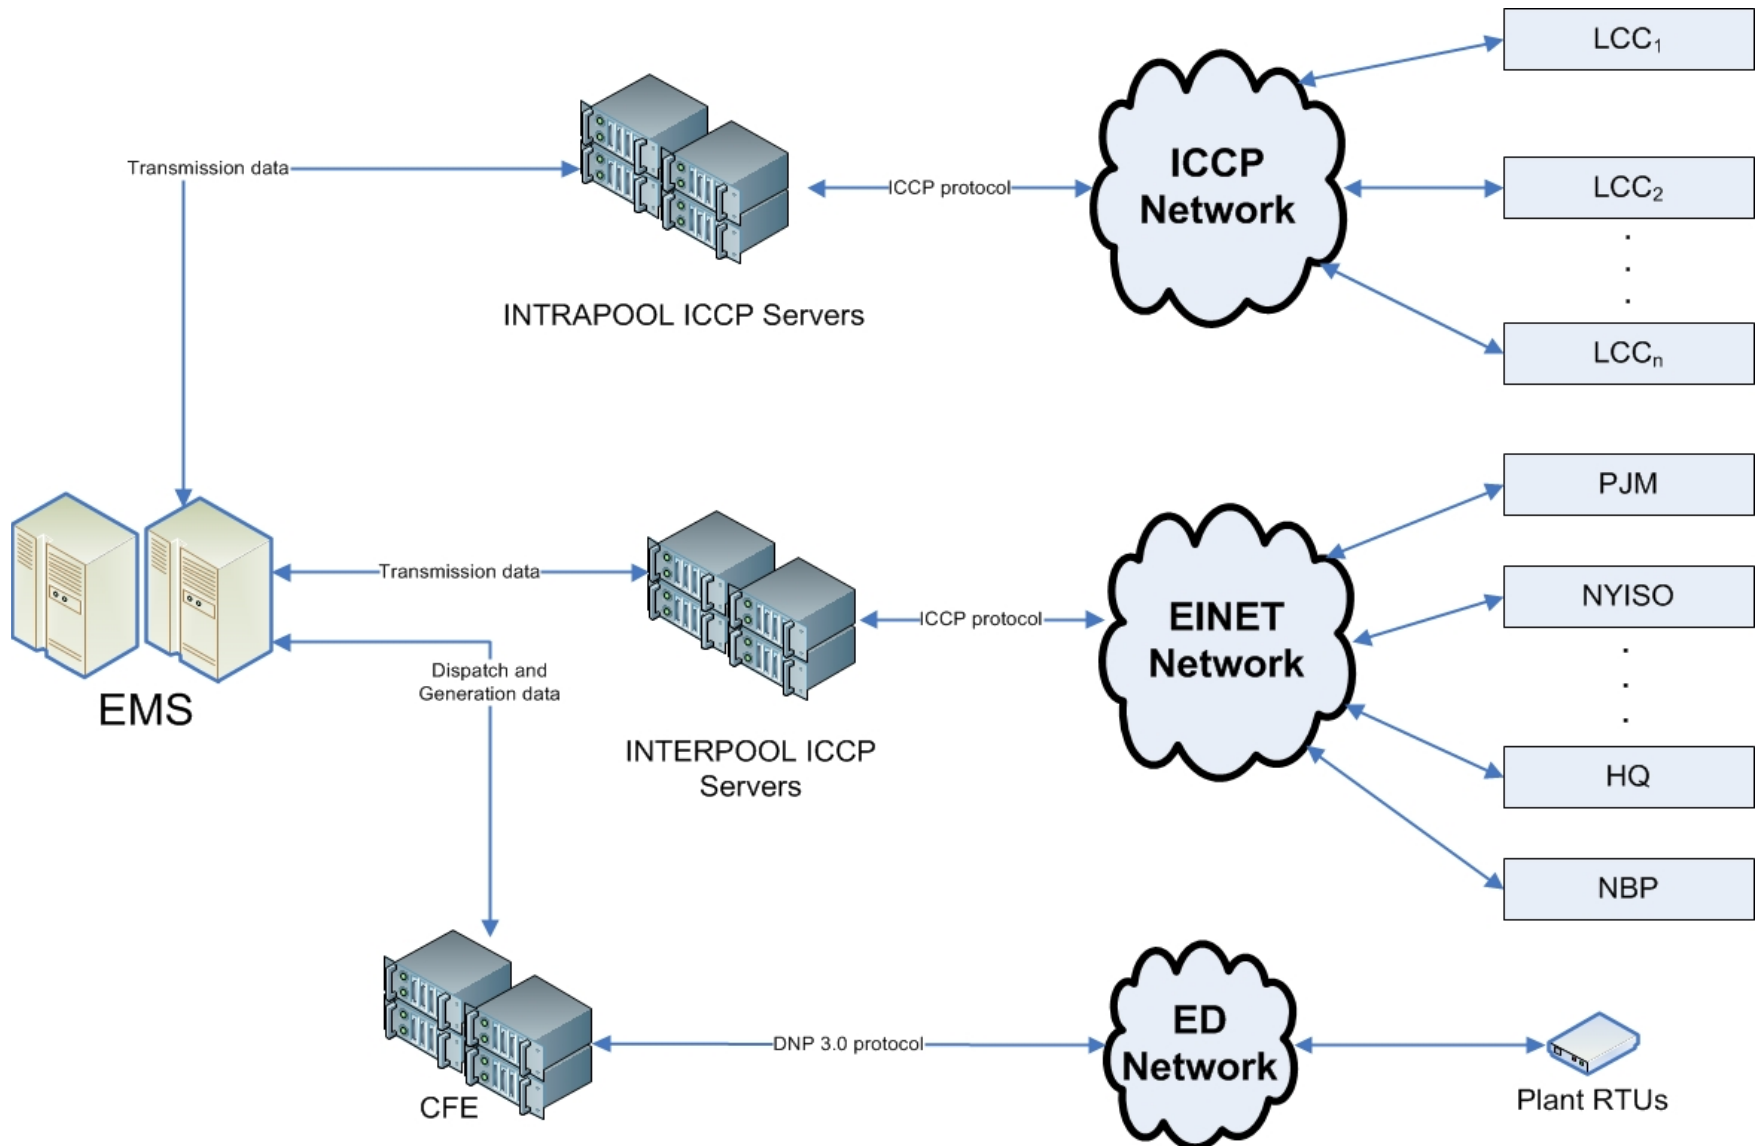 LCC₁
Transmission data
ICCP protocol
ICCP
Network
LCC₂
.
.
.
INTRAPOOL ICCP Servers
LCCₙ
PJM
Transmission data
NYISO
ICCP protocol
EINET
Network
.
.
.
Dispatch and
Generation data
EMS
INTERPOOL ICCP
Servers
HQ
NBP
DNP 3.0 protocol
ED
Network
CFE
Plant RTUs